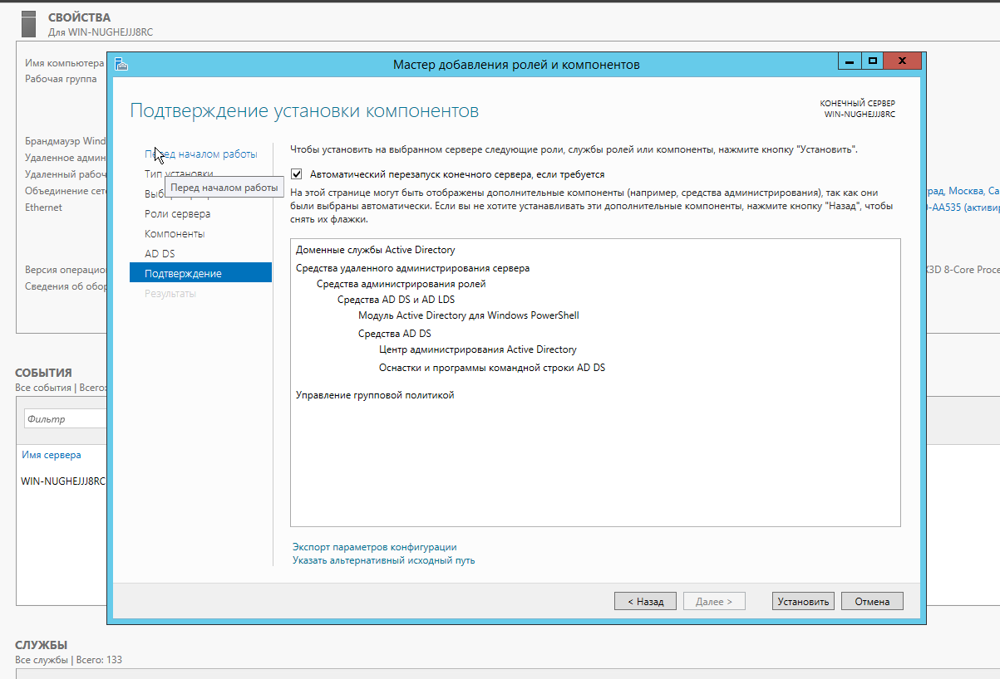 СВОЙСТВА
Для WIN-NUGHEJJJ8RC
Имя компьютера
Рабочая группа
Мастер добавления ролей и компонентов
Подтверждение установки компонентов
КОНЕЧНЫЙ СЕРВЕР
WIN-NUGHEJJJ8RC
Брандмауэр Wind
Удаленное админ
Удаленный рабоч
Объединение сет
Ethernet
Версия операцио
Сведения об обор
Перед началом работы
Тип установки
Перед началом работы
Роли сервера
Компоненты
AD DS
Подтверждение
Результаты
Чтобы установить на выбранном сервере следующие роли, службы ролей или компоненты, нажмите кнопку "Установить".
Автоматический перезапуск конечного сервера, если требуется
На этой странице могут быть отображены дополнительные компоненты (например, средства администрирования), так как они
были выбраны автоматически. Если вы не хотите устанавливать эти дополнительные компоненты, нажмите кнопку "Назад", чтобы
снять их флажки.
Доменные службы Active Directory
Средства удаленного администрирования сервера
Средства администрирования ролей
Средства AD DS и AD LDS
Модуль Active Directory для Windows PowerShell
Средства AD DS
Центр администрирования Active Directory
Оснастки и программы командной строки AD DS
Управление групповой политикой
Экспорт параметров конфигурации
Указать альтернативный исходный путь
< Назад
Далее >
Установить
Отмена
рад, Москва, Са
-AA535 (активир
3D 8-Core Proce
СОБЫТИЯ
Все события | Всего:
Фильтр
Имя сервера
WIN-NUGHEJJJ8RC
СЛУЖБЫ
Все службы | Всего: 133